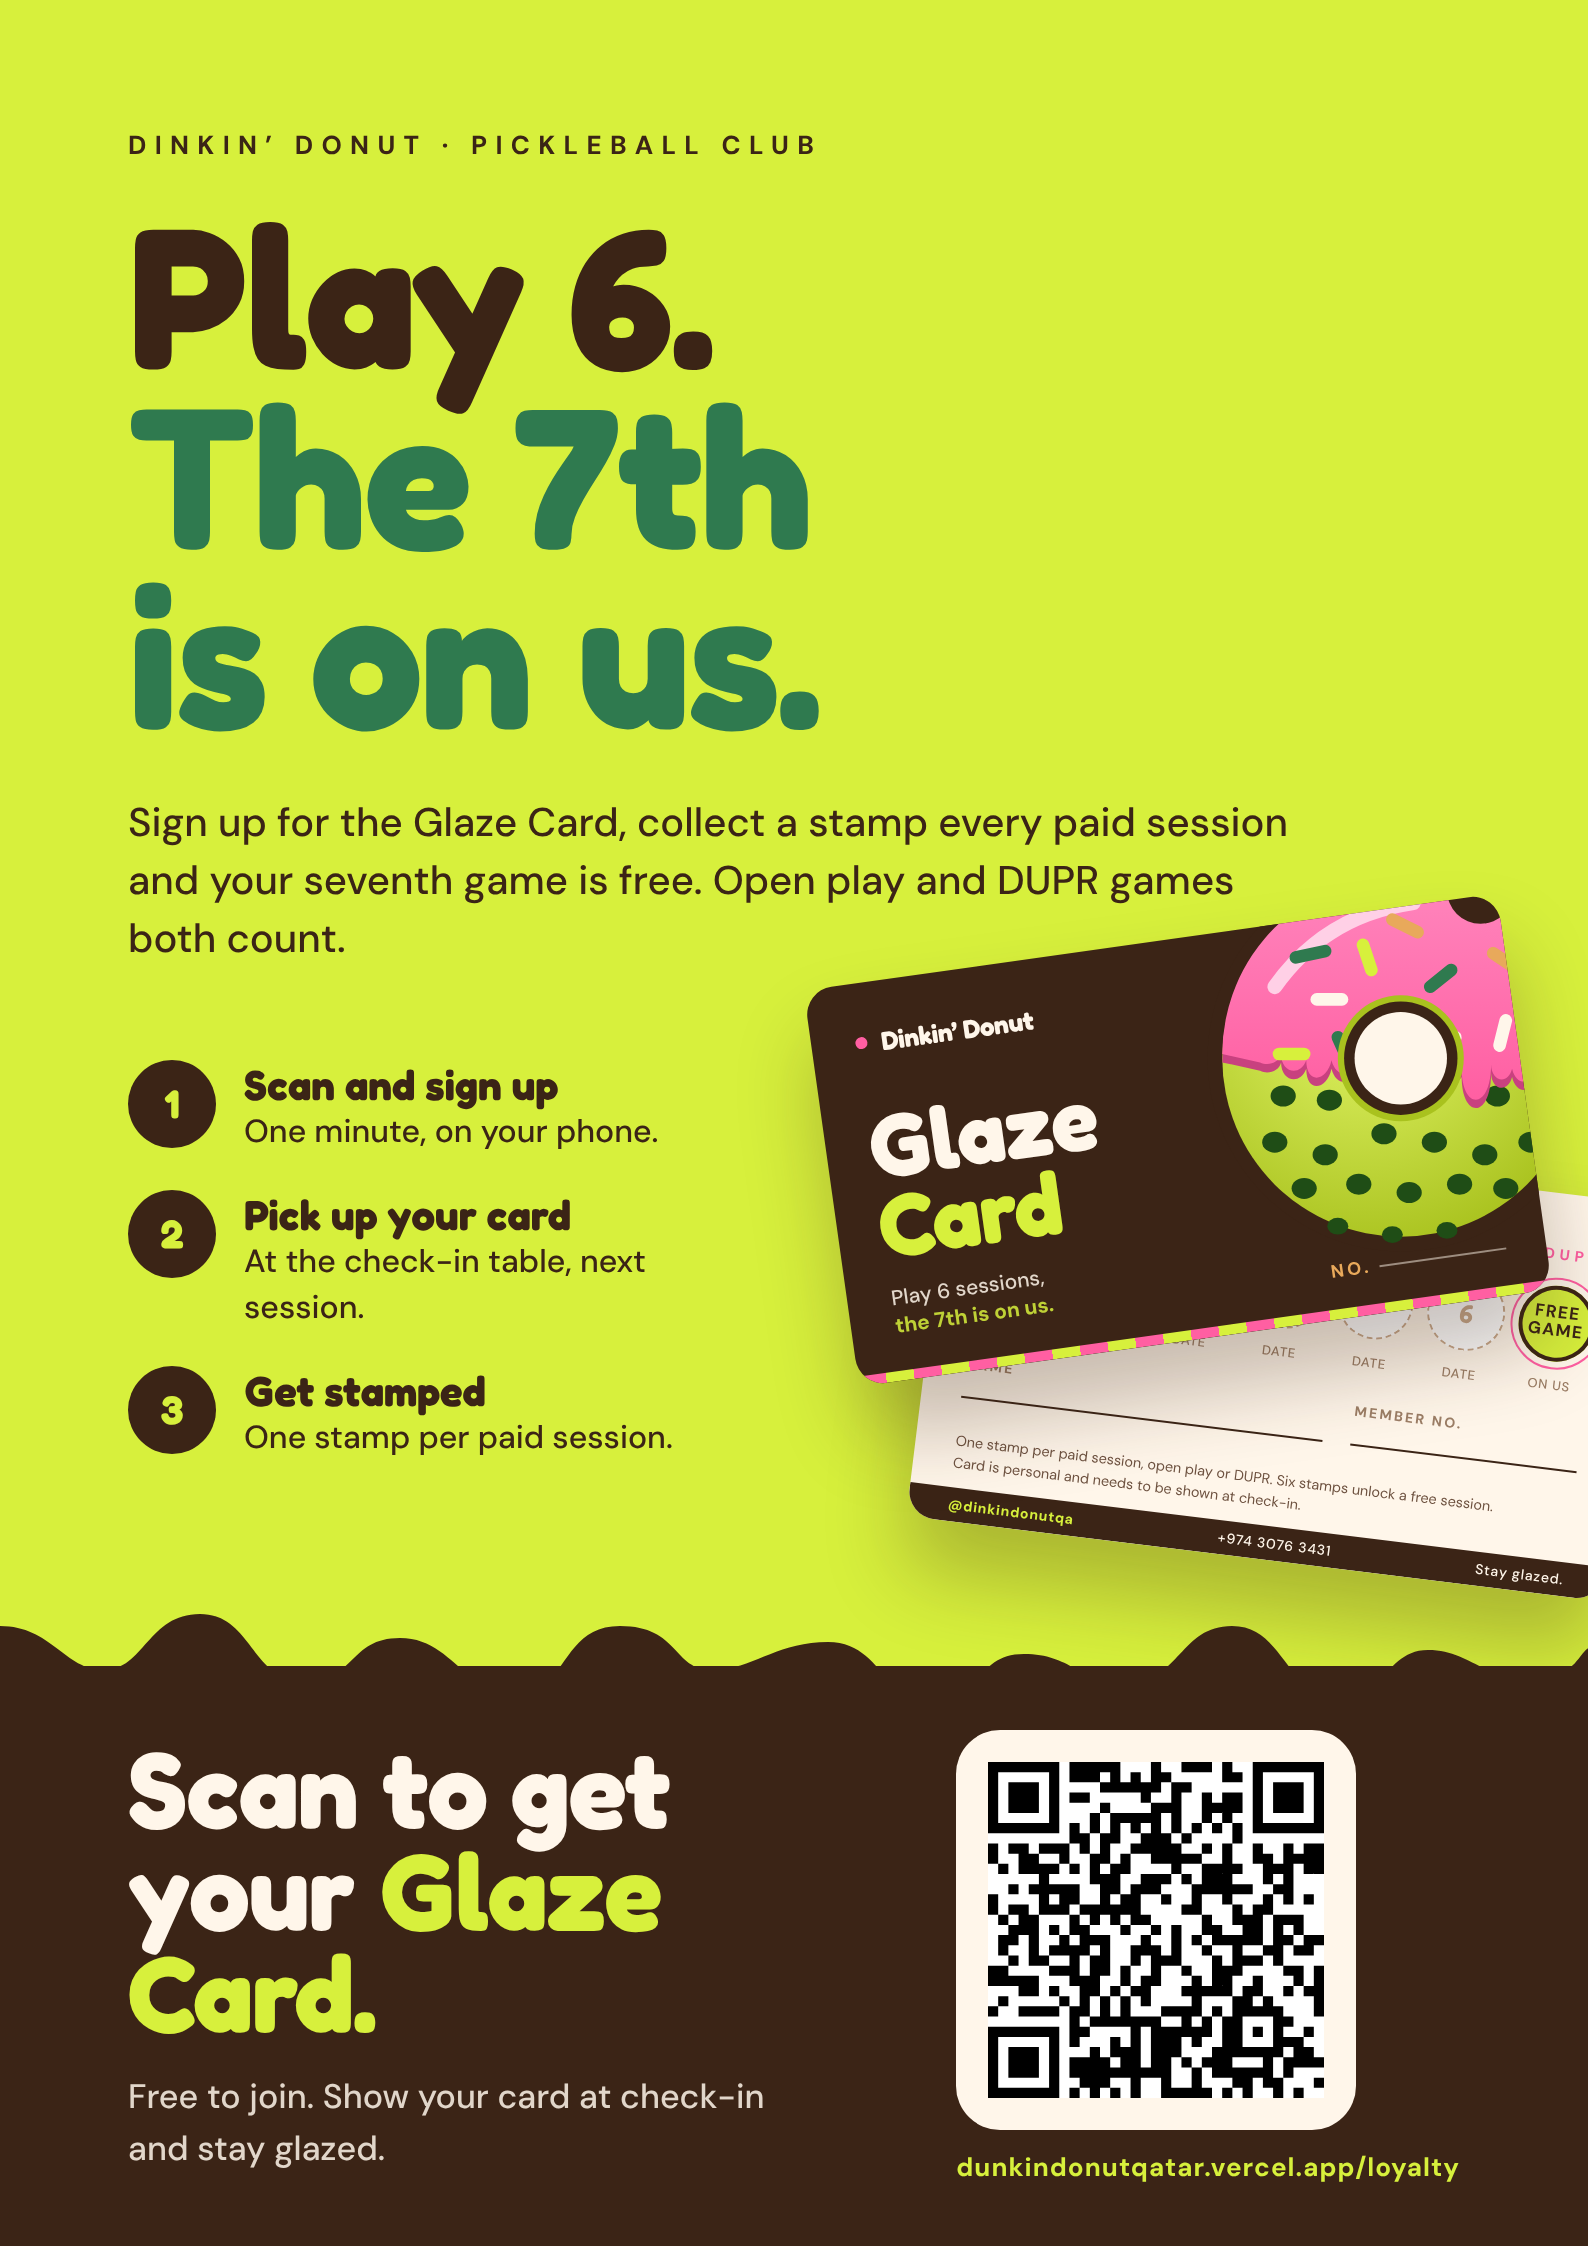 DINKIN’ DONUT · PICKLEBALL CLUB
Play 6.
The 7th
is on us.
Sign up for the Glaze Card, collect a stamp every paid session
and your seventh game is free. Open play and DUPR games
both count.
1
Scan and sign up
One minute, on your phone.
2
Pick up your card
At the check-in table, next
session.
3
Get stamped
One stamp per paid session.
Dinkin’ Donut
Glaze
Card
Play 6 sessions,
the 7th is on us.
NO.
6
FREE
GAME
DATE
DATE
DATE
ON US
MEMBER NO.
One stamp per paid session, open play or DUPR. Six stamps unlock a free session.
Card is personal and needs to be shown at check-in.
@dinkindonutqa
+974 3076 3431
Stay glazed.
Scan to get
your Glaze
Card.
Free to join. Show your card at check-in
and stay glazed.
dunkindonutqatar.vercel.app/loyalty